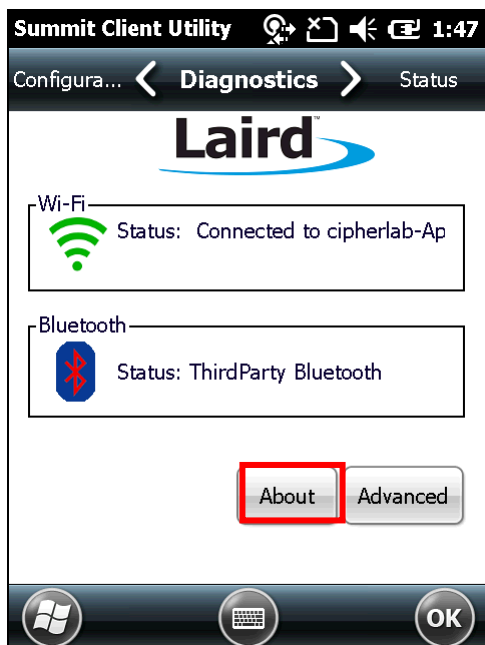 Summit Client Utility 1:47
Configura... Diagnostics Status
Laird™
Wi-Fi
Status: Connected to cipherlab-Ap
Bluetooth
Status: ThirdParty Bluetooth
About Advanced
OK